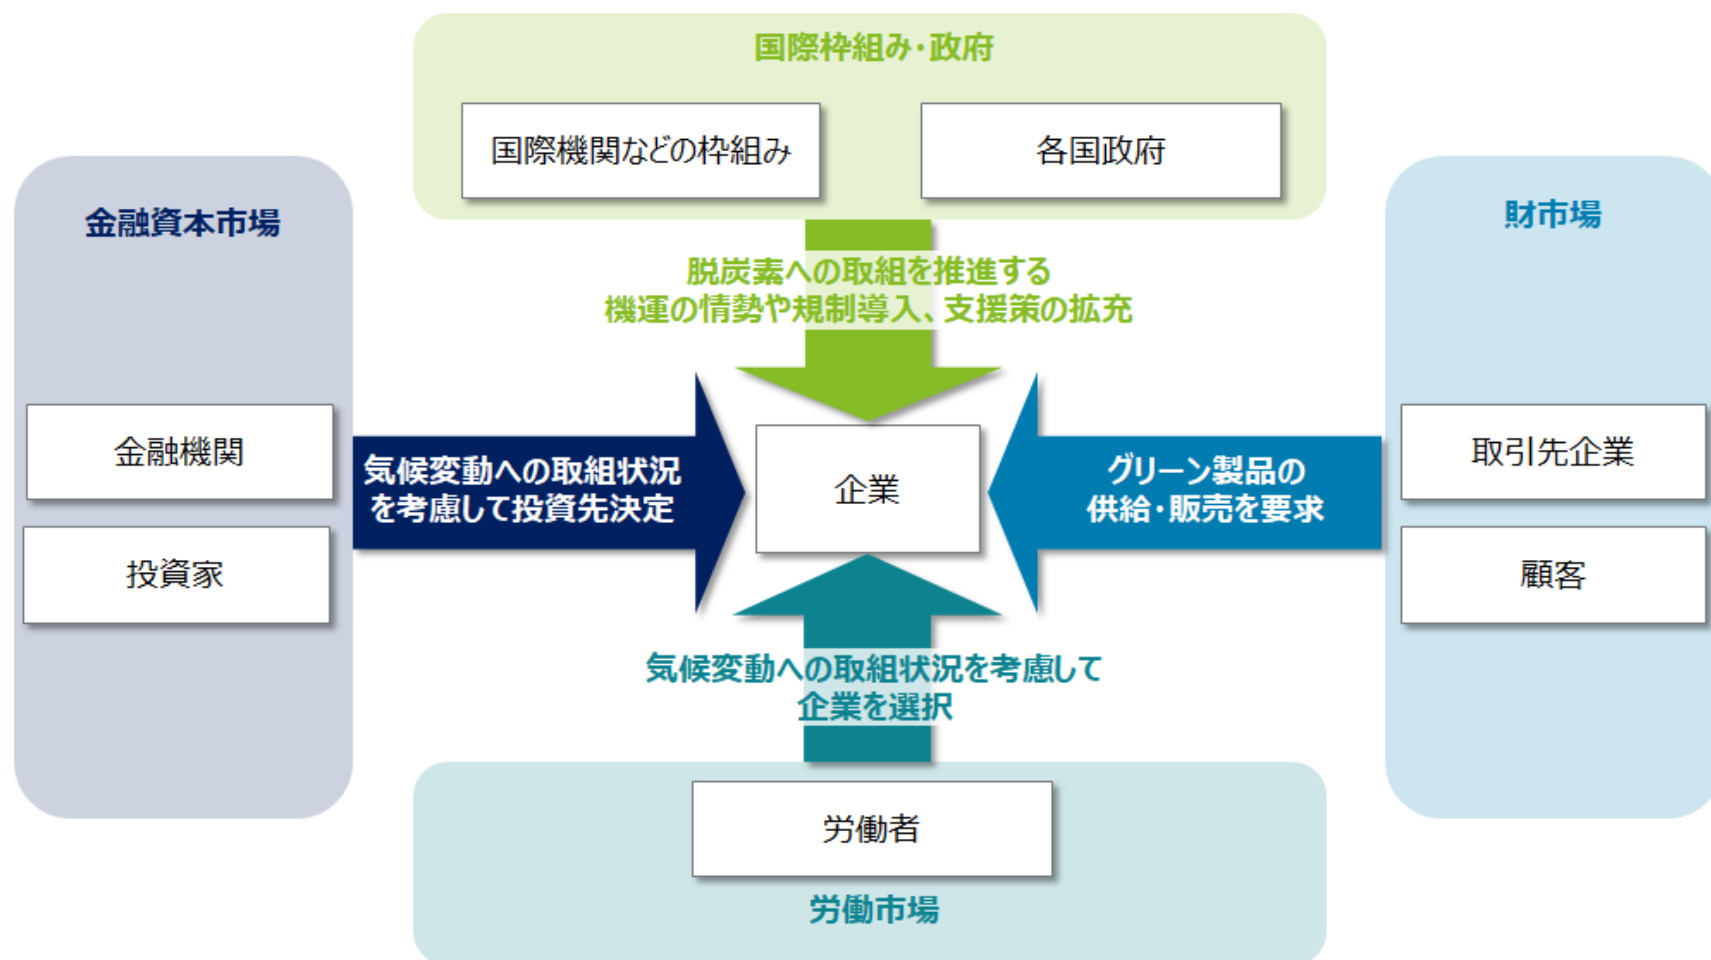 国際枠組み・政府
国際機関などの枠組み
各国政府
金融資本市場
財市場
脱炭素への取組を推進する
機運の情勢や規制導入、支援策の拡充
金融機関
投資家
気候変動への取組状況
を考慮して投資先決定
企業
グリーン製品の
供給・販売を要求
取引先企業
顧客
気候変動への取組状況を考慮して
企業を選択
労働者
労働市場